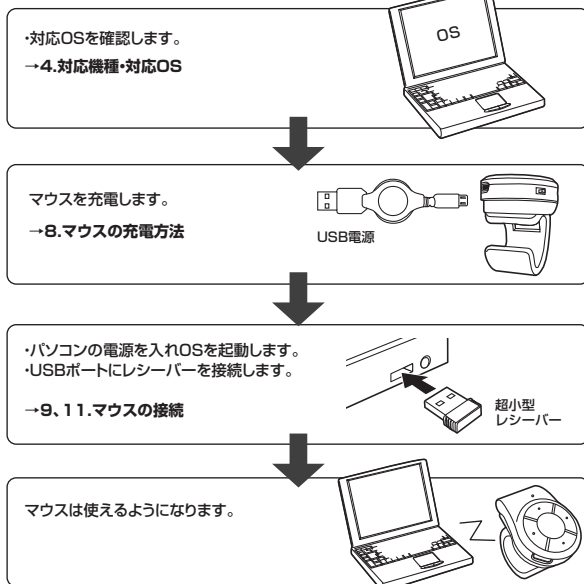 ・対応OSを確認します。
→4.対応機種・対応OS
OS
マウスを充電します。
→8.マウスの充電方法
USB電源
・パソコンの電源を入れOSを起動します。
・USBポートにレシーバーを接続します。
→9、11.マウスの接続
超小型
レシーバー
マウスは使えるようになります。